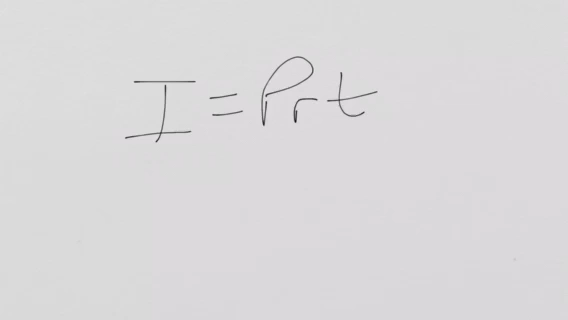 I = Prt